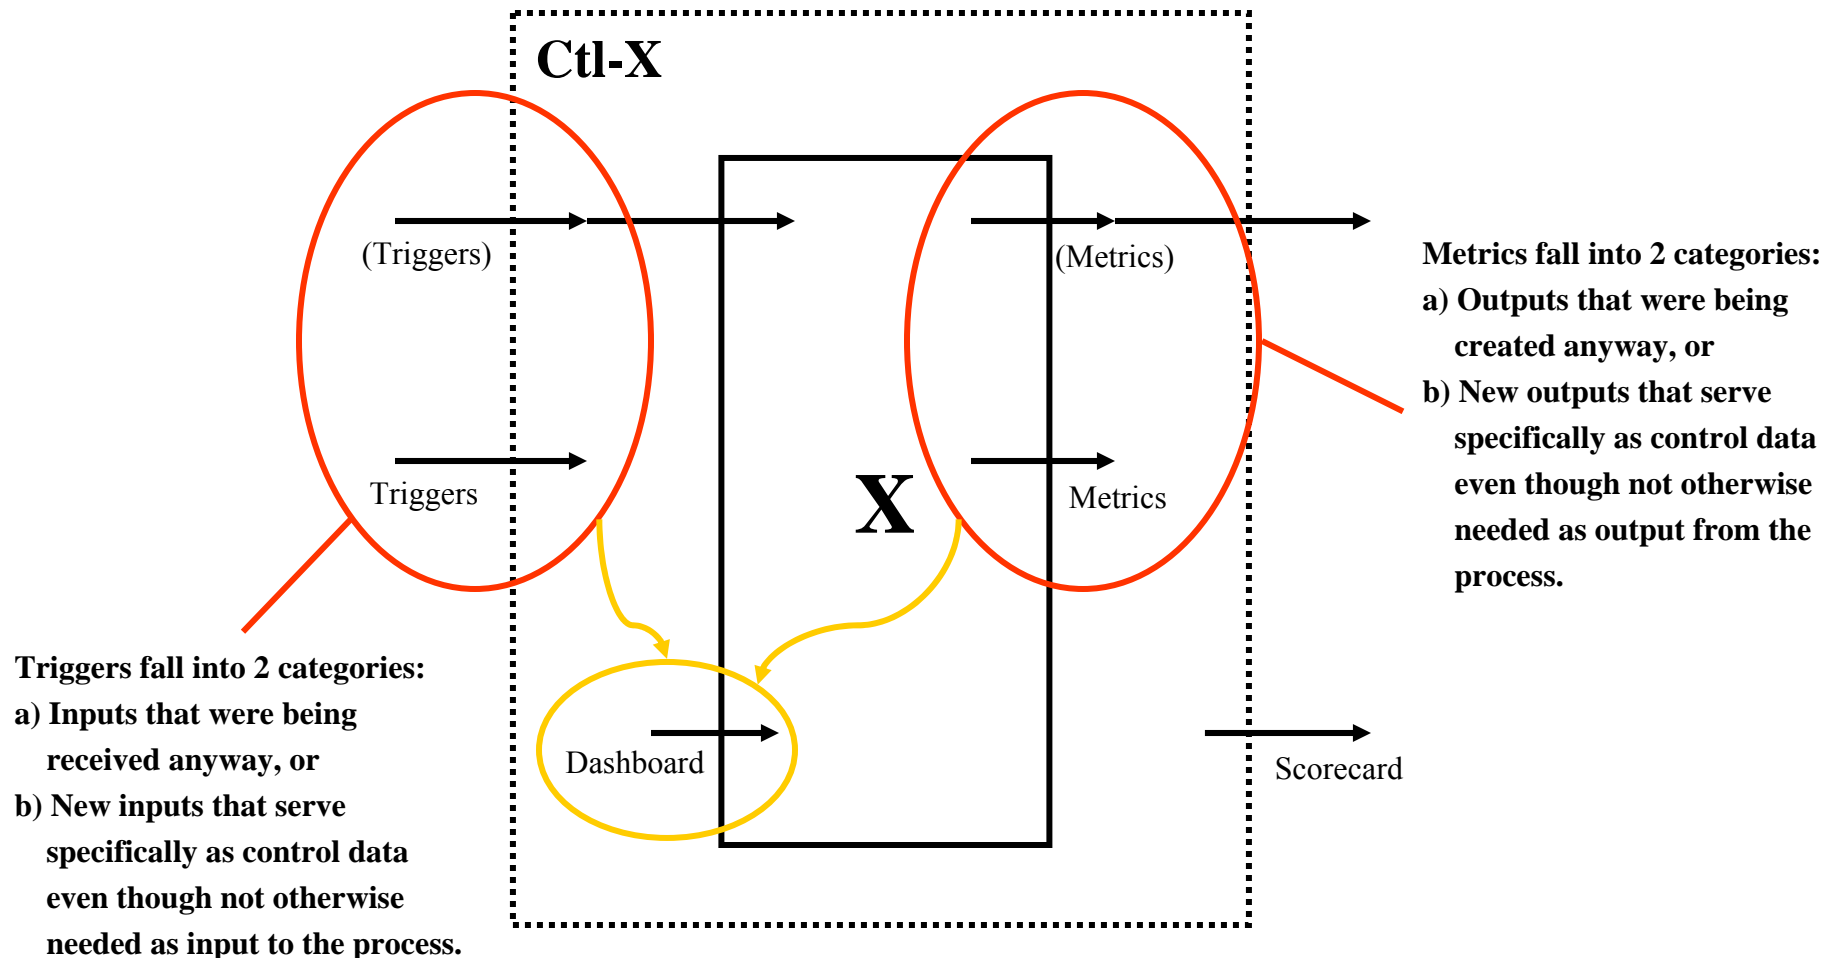 Ctl-X
(Triggers)
(Metrics)
Metrics fall into 2 categories:
a) Outputs that were being
created anyway, or
b) New outputs that serve
specifically as control data
even though not otherwise
needed as output from the
process.
Triggers
X
Metrics
Triggers fall into 2 categories:
a) Inputs that were being
received anyway, or
b) New inputs that serve
specifically as control data
even though not otherwise
needed as input to the process.
Dashboard
Scorecard